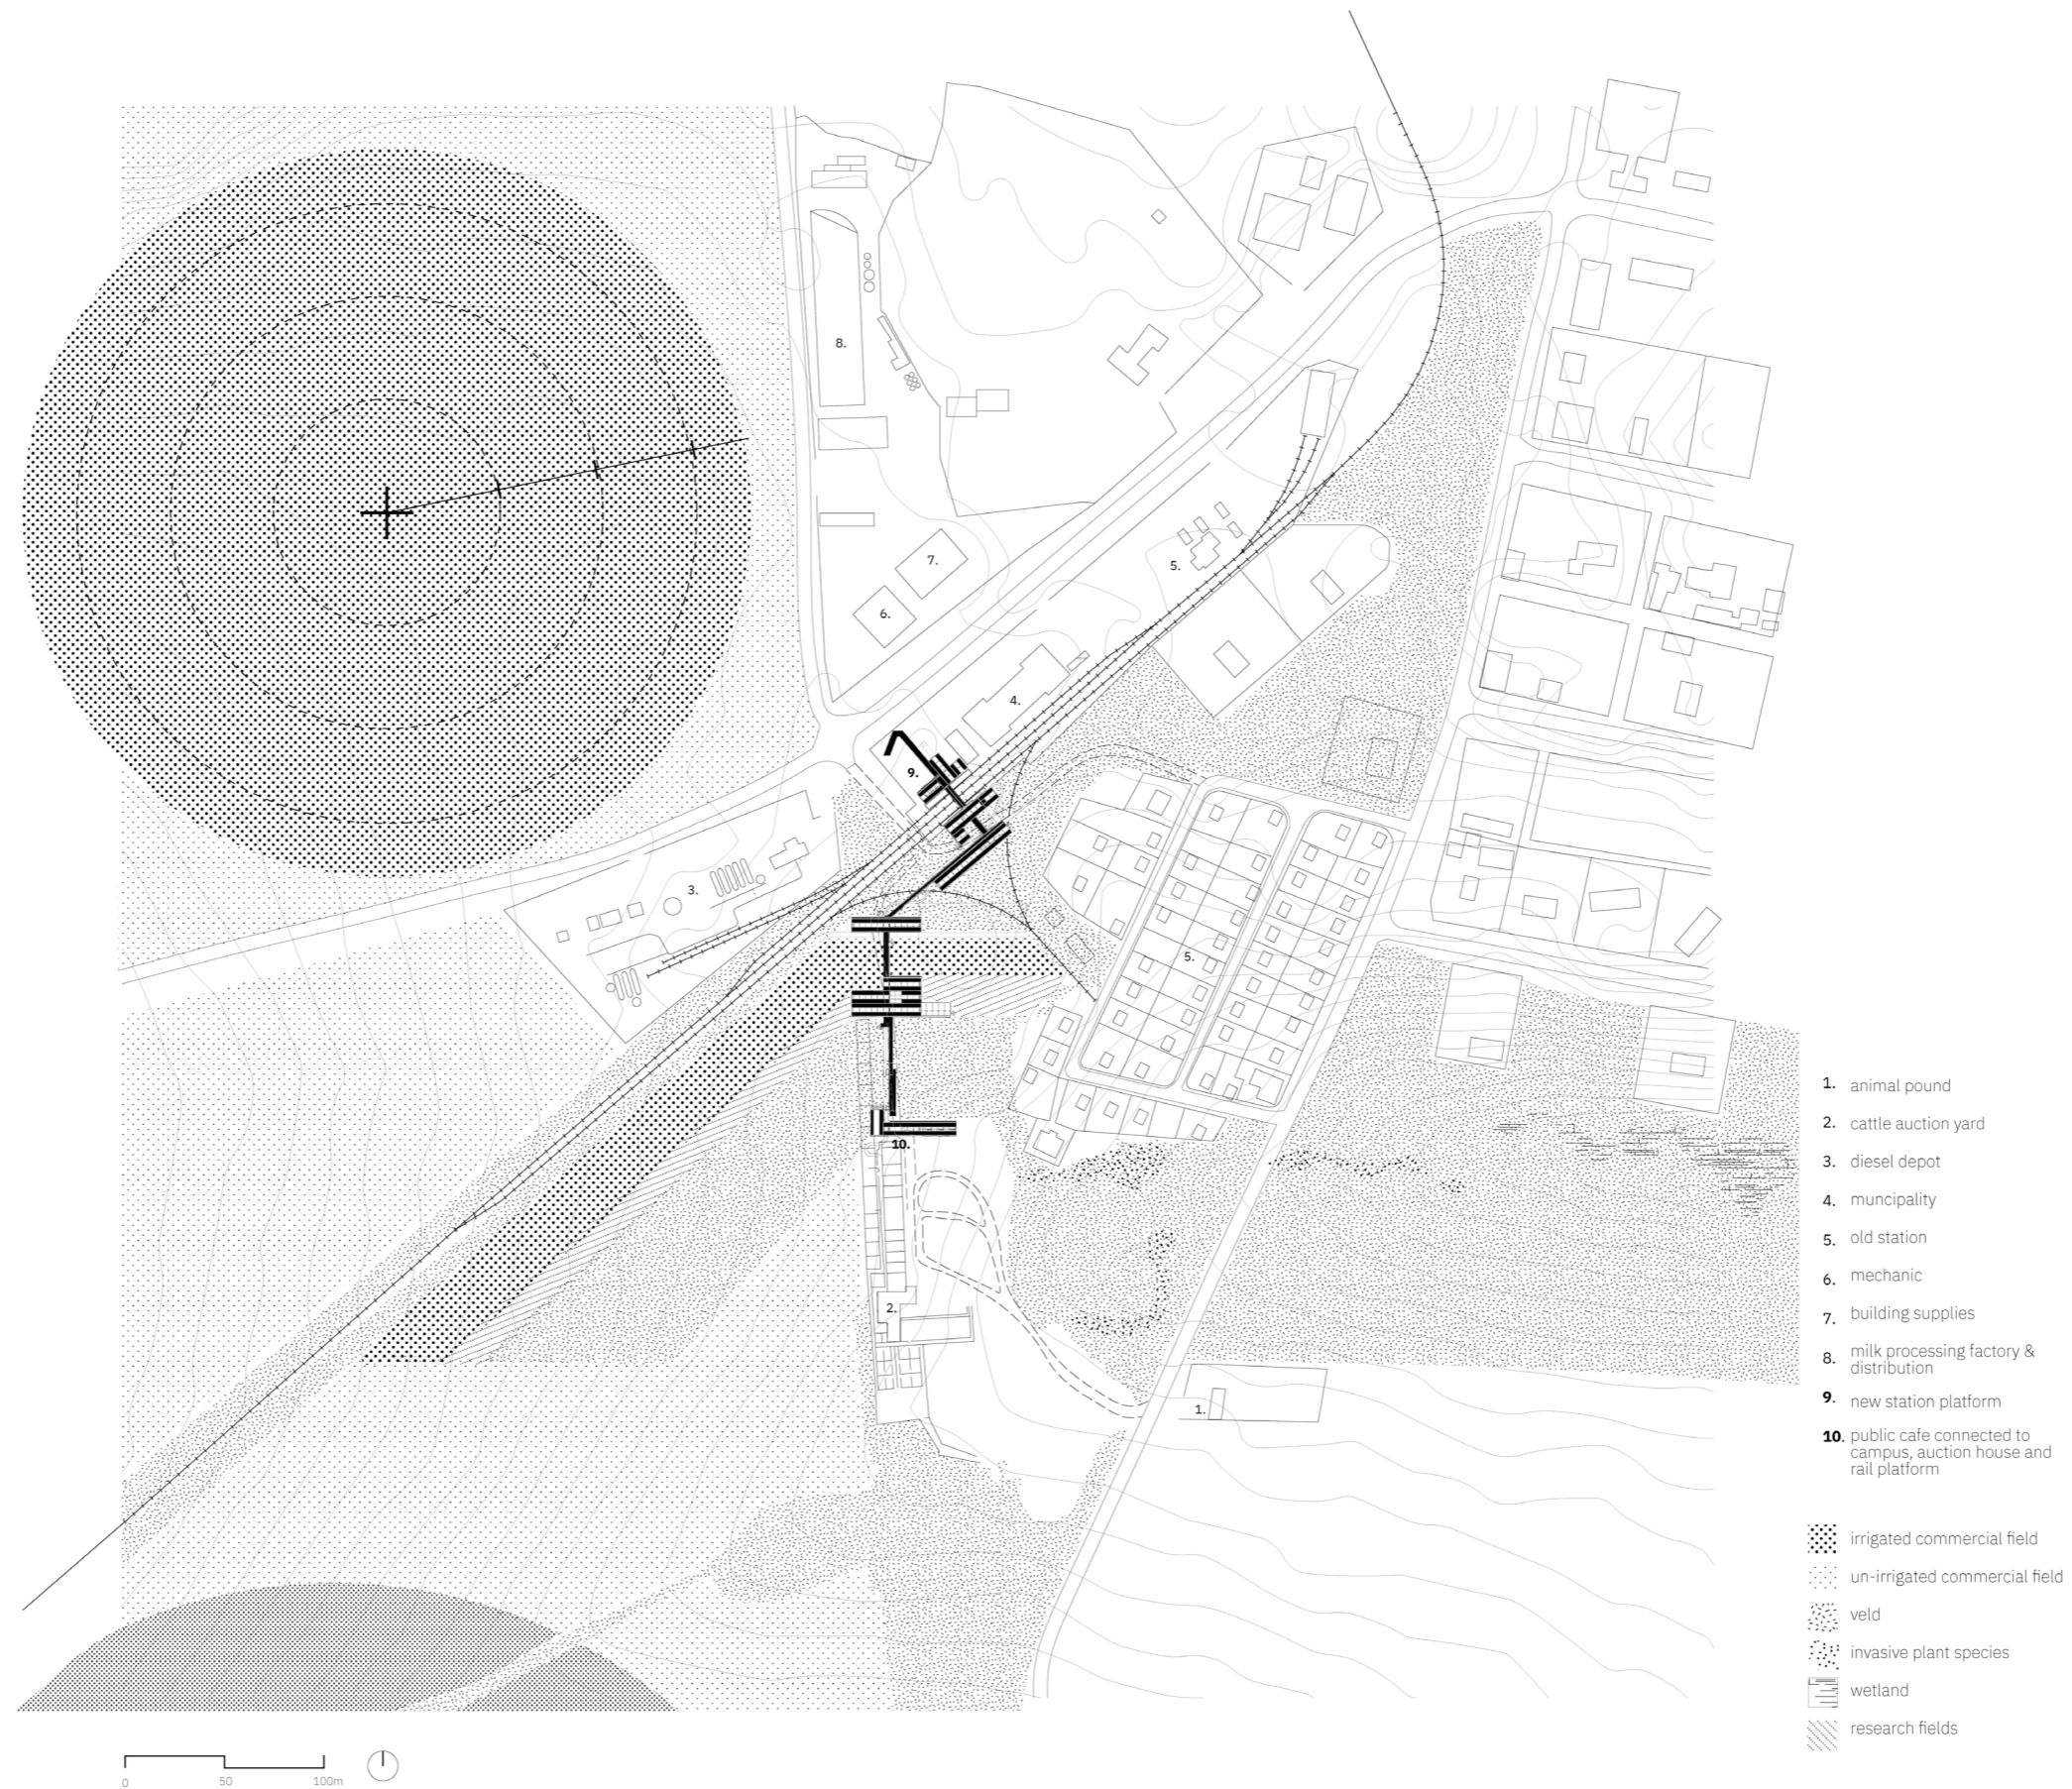 8.
7.
5.
6.
4.
9.
3.
5.
10.
2.
1.
1. animal pound
2. cattle auction yard
3. diesel depot
4. muncipality
5. old station
6. mechanic
7. building supplies
8. milk processing factory &
distribution
9. new station platform
10. public cafe connected to
campus, auction house and
rail platform
irrigated commercial field
un-irrigated commercial field
veld
invasive plant species
wetland
research fields
0 50 100m